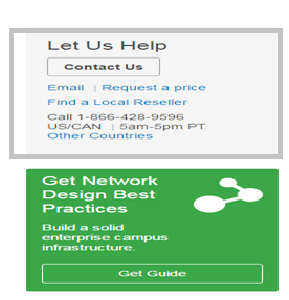 Let Us Help
Contact Us
Email | Request a price
Find a Local Reseller
Call 1-866-428-9596
US/CAN | 5am-5pm PT
Other Countries
Get Network
Design Best
Practices
Build a solid
enterprise campus
infrastructure.
Get Guide